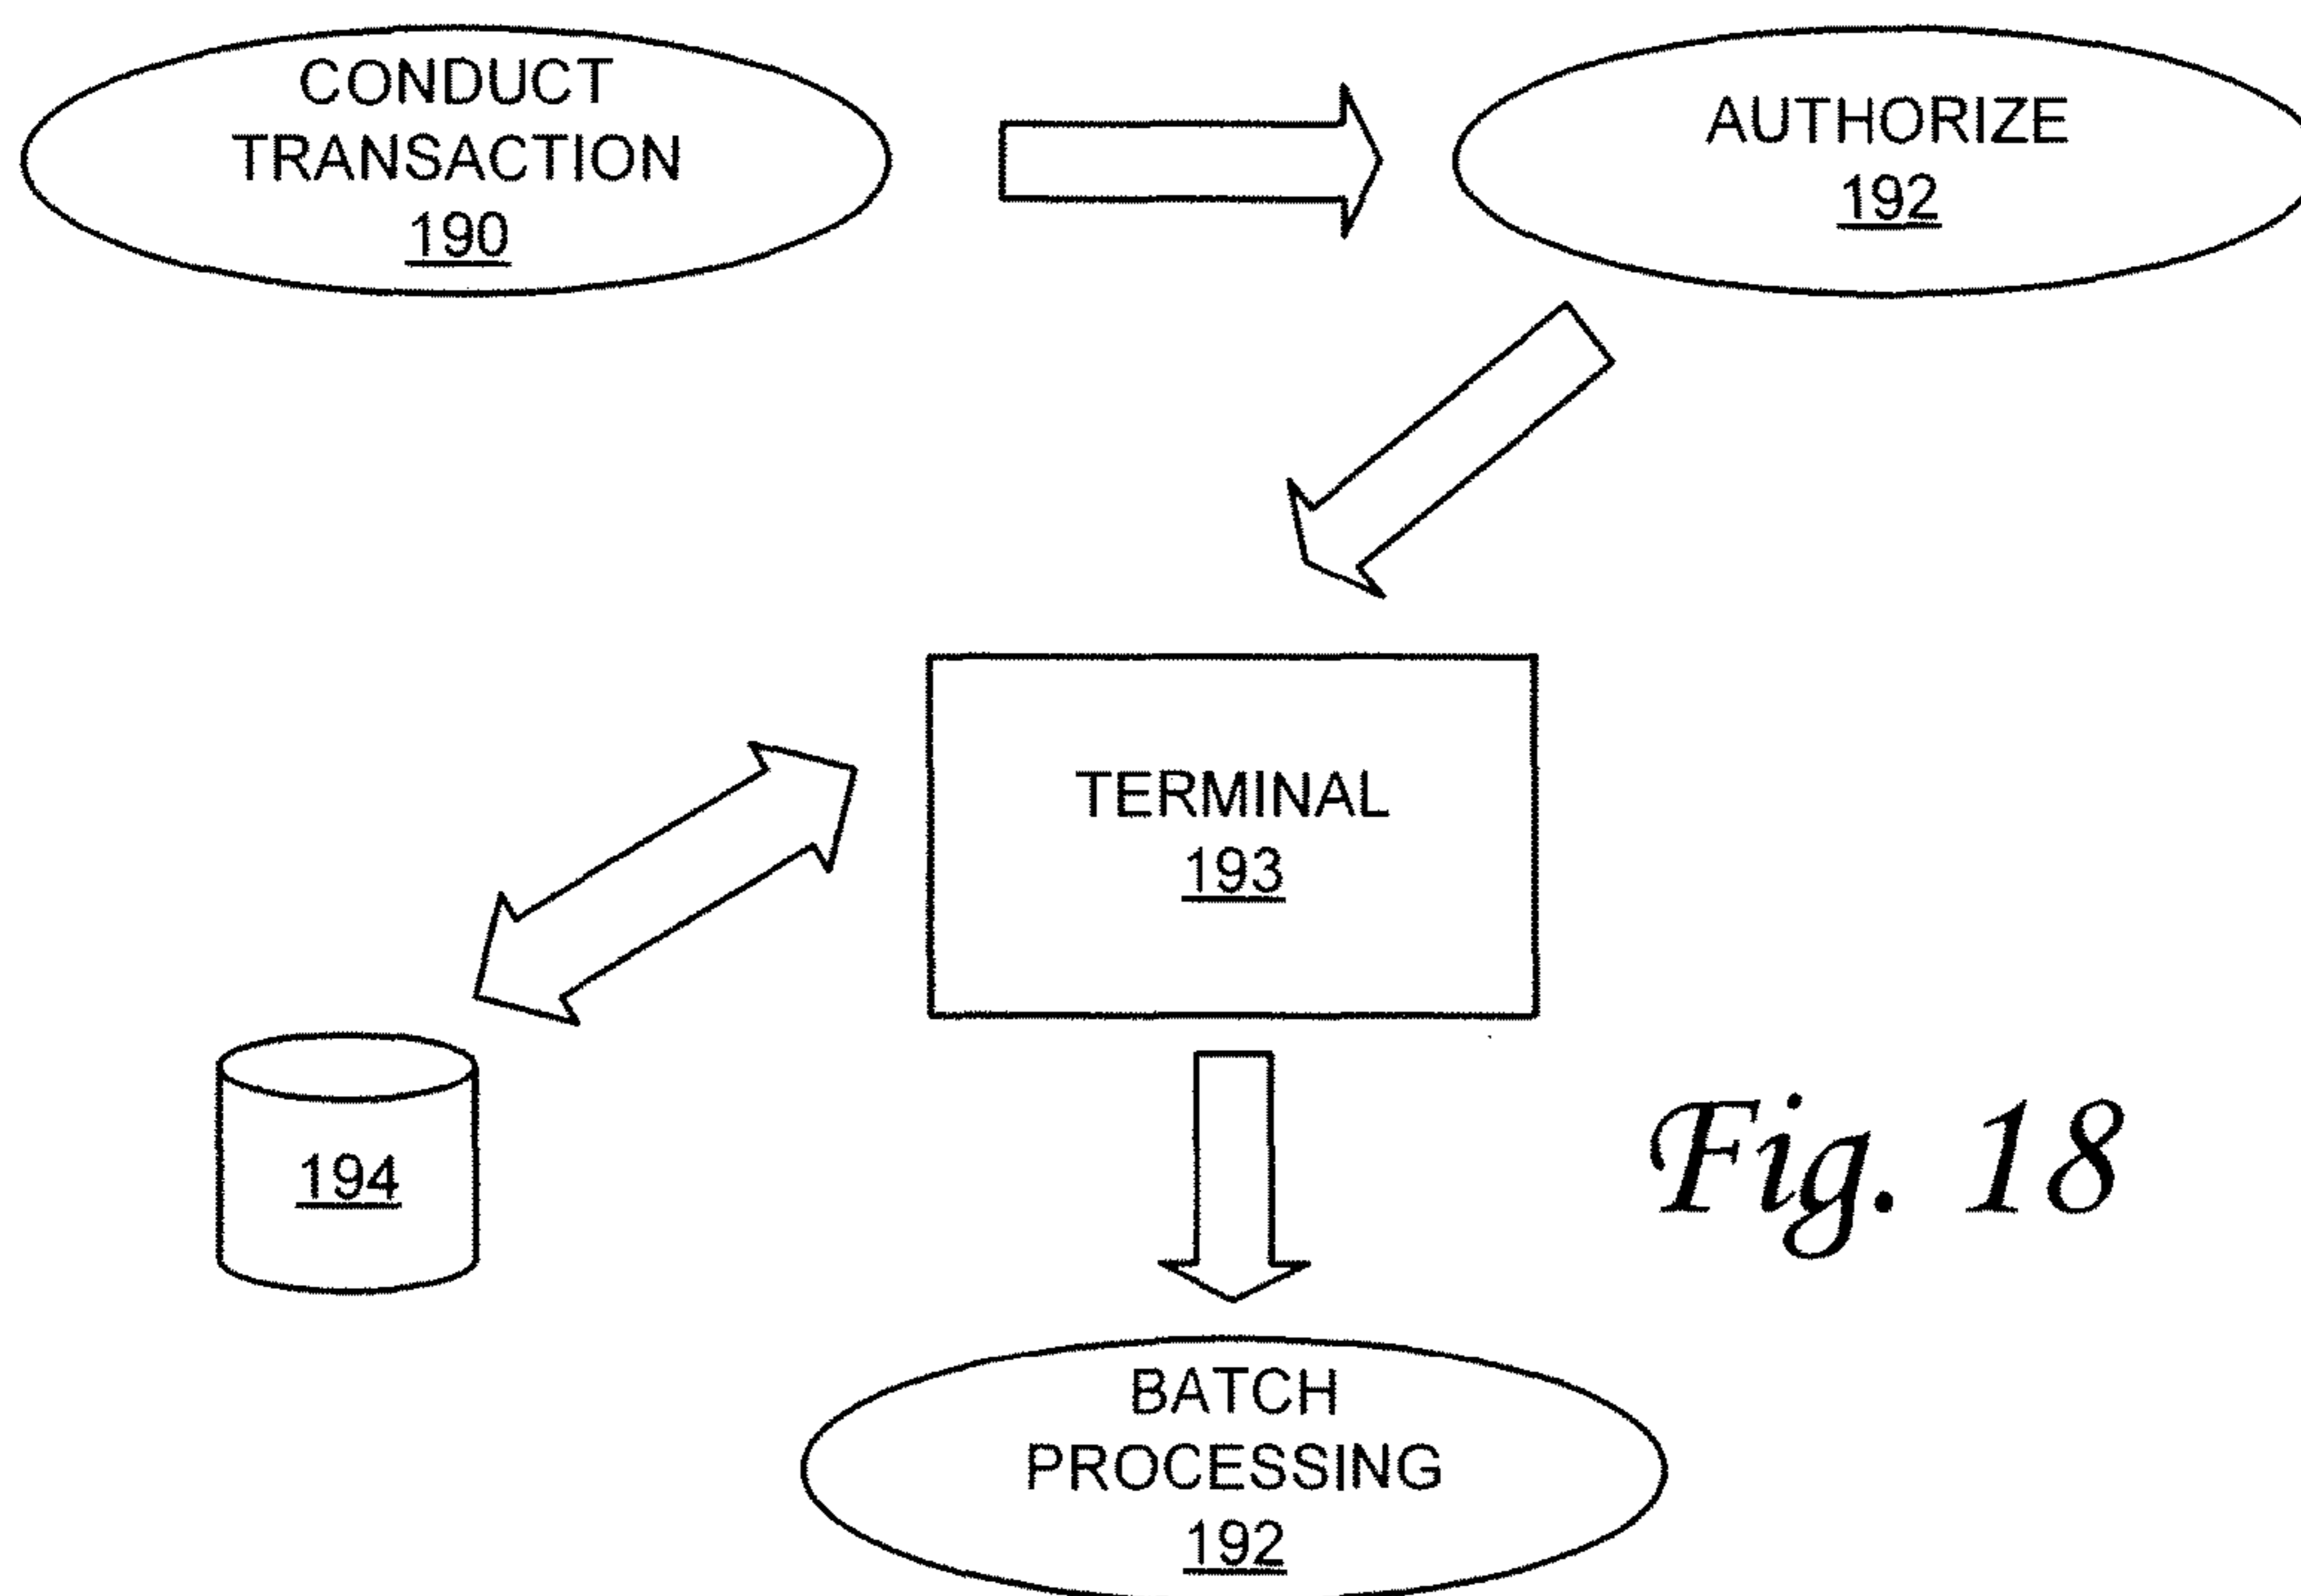 CONDUCT
TRANSACTION
190
AUTHORIZE
192
TERMINAL
193
194
Fig. 18
BATCH
PROCESSING
192